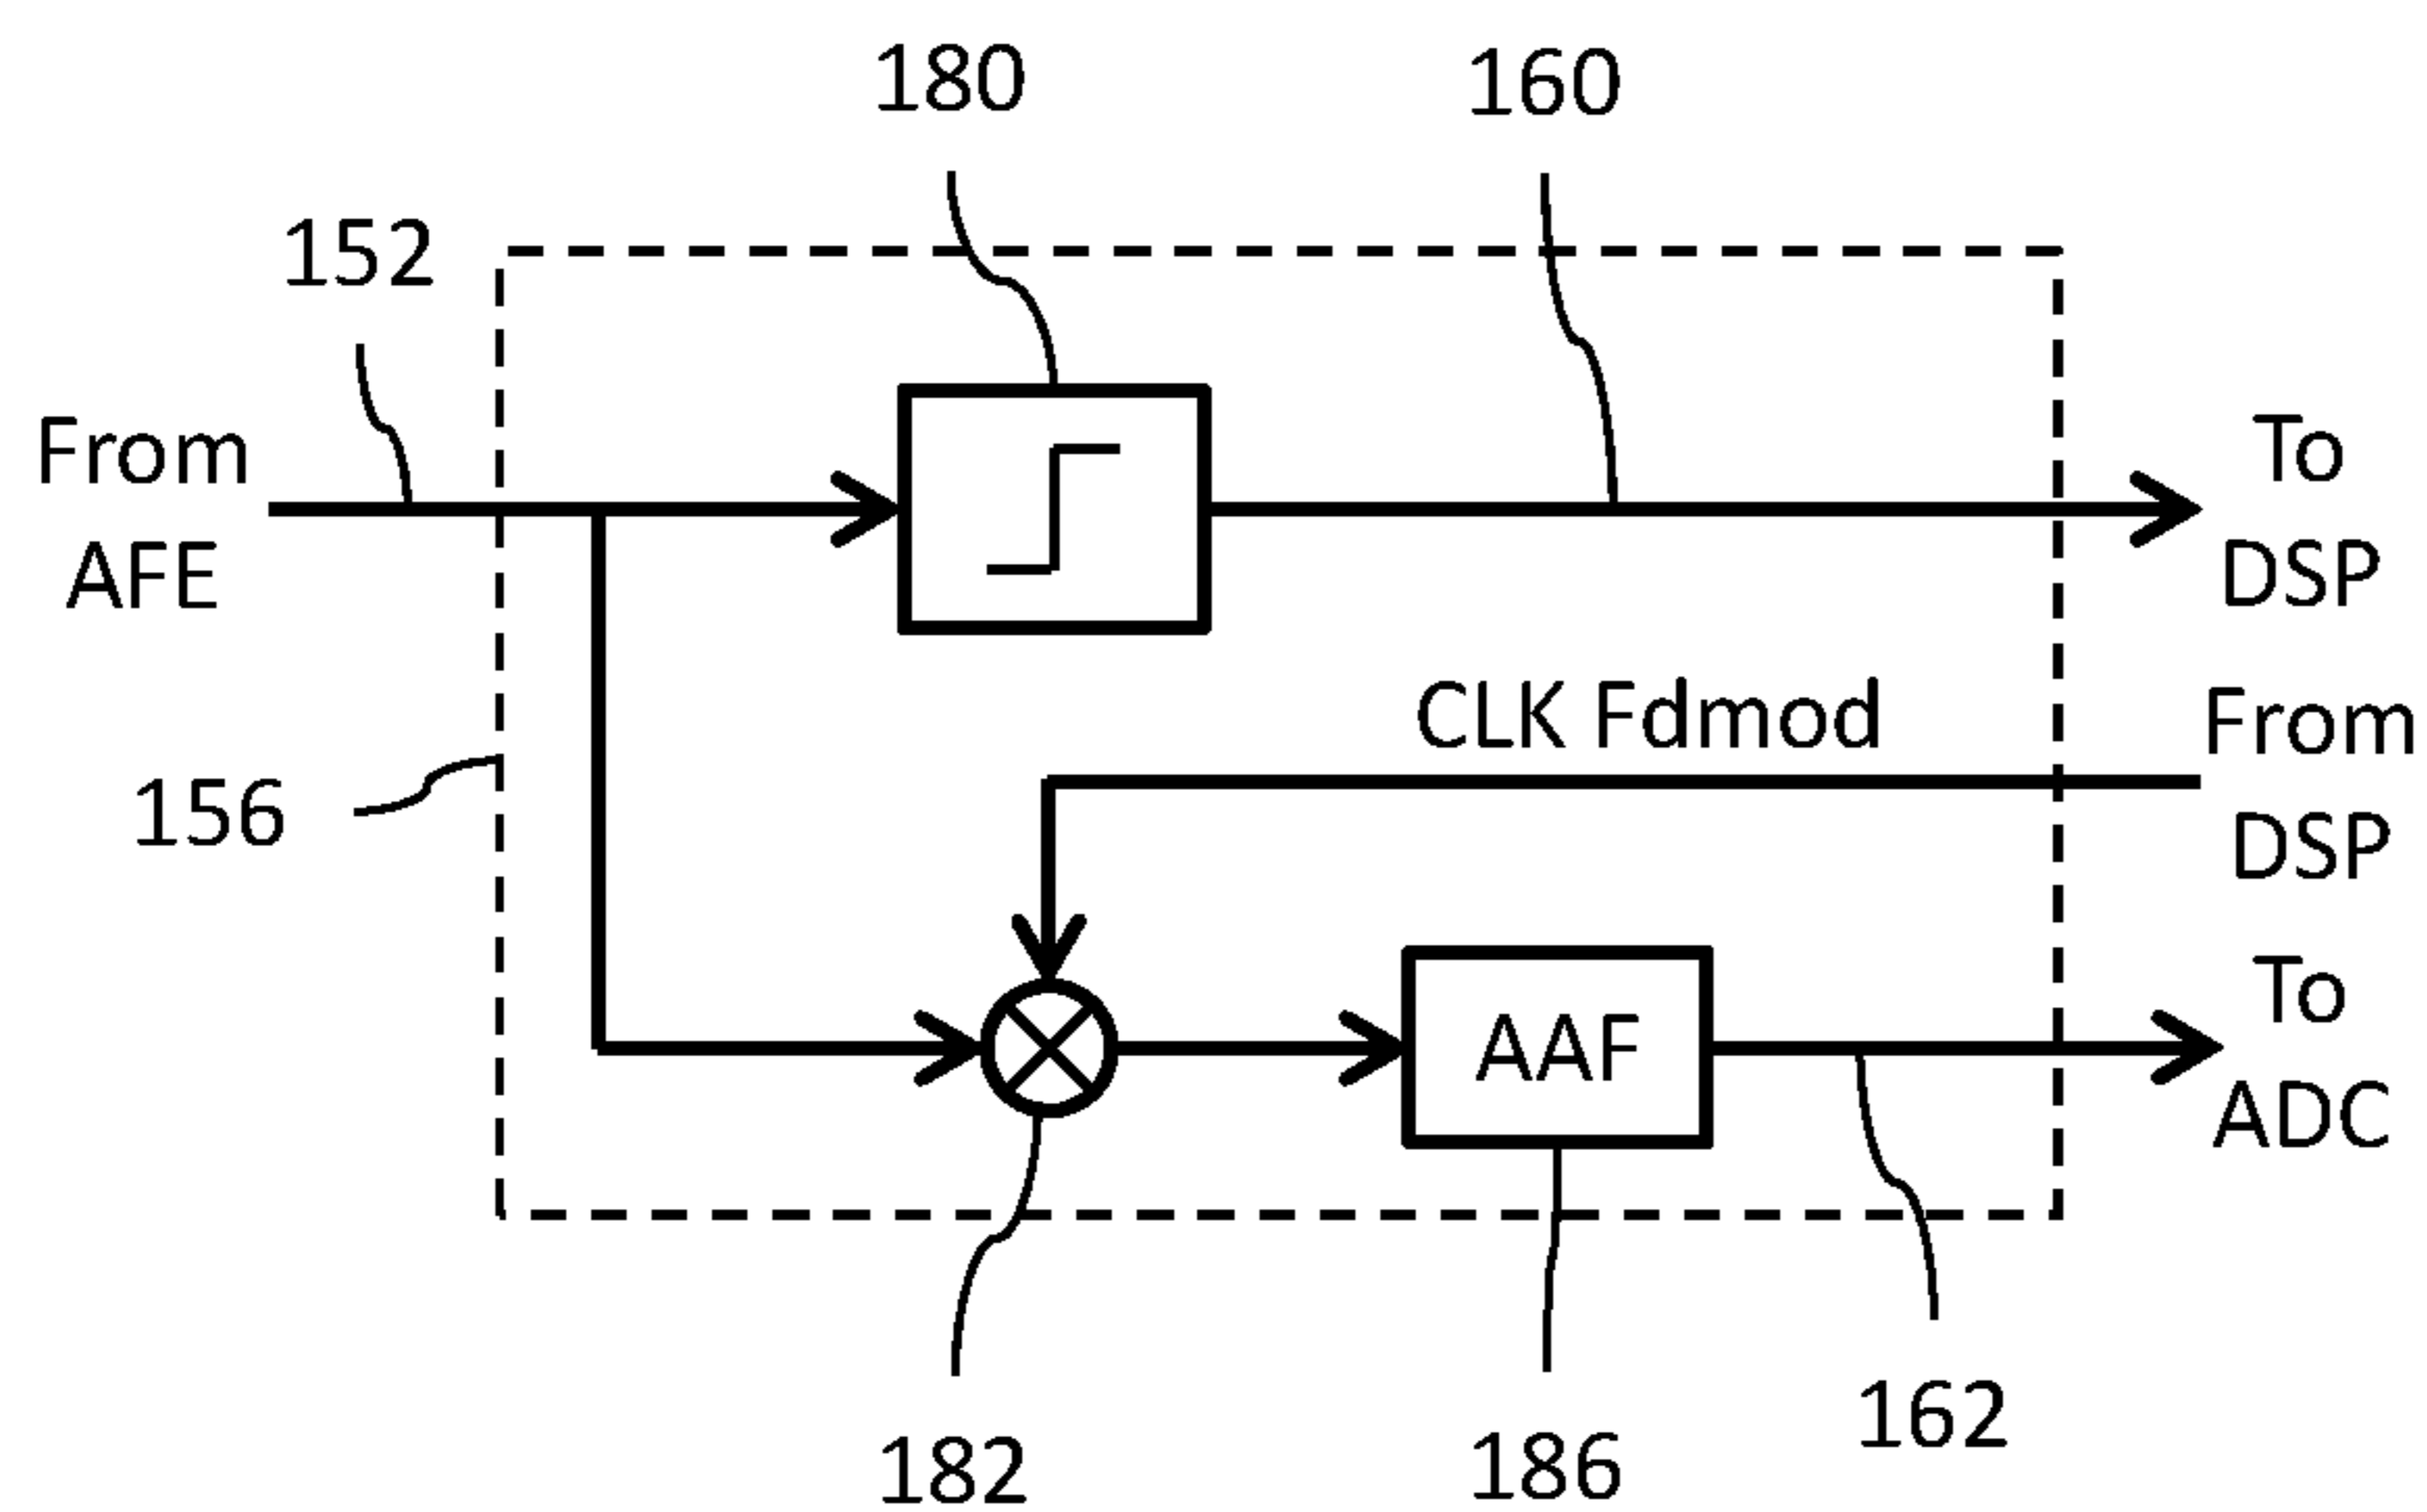 180
160
152
From
AFE
To
DSP
CLK Fdmod
From
DSP
156
AAF
To
ADC
162
182
186